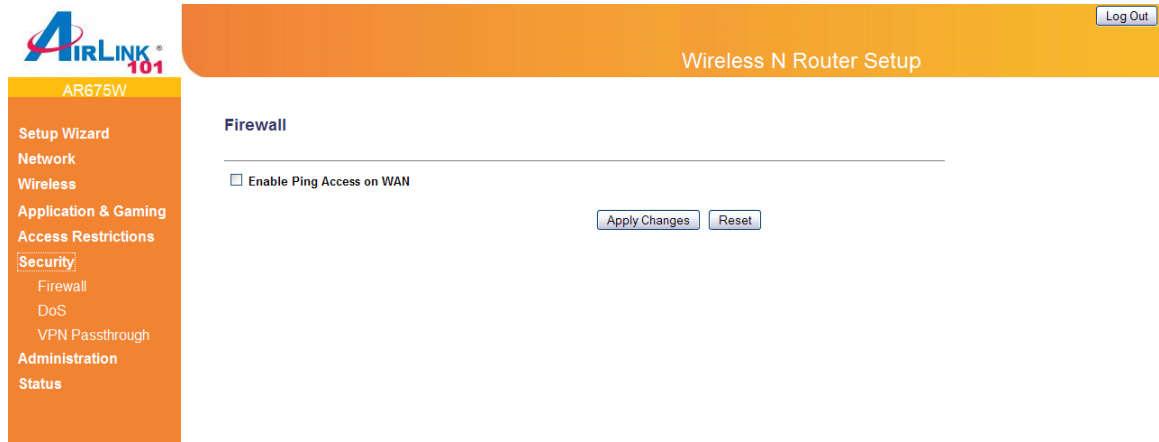 Log Out
AIRLINK ®
101
Wireless N Router Setup
AR675W
Setup Wizard
Network
Wireless
Application & Gaming
Access Restrictions
Security
Firewall
DoS
VPN Passthrough
Administration
Status
Firewall
Enable Ping Access on WAN
Apply Changes
Reset